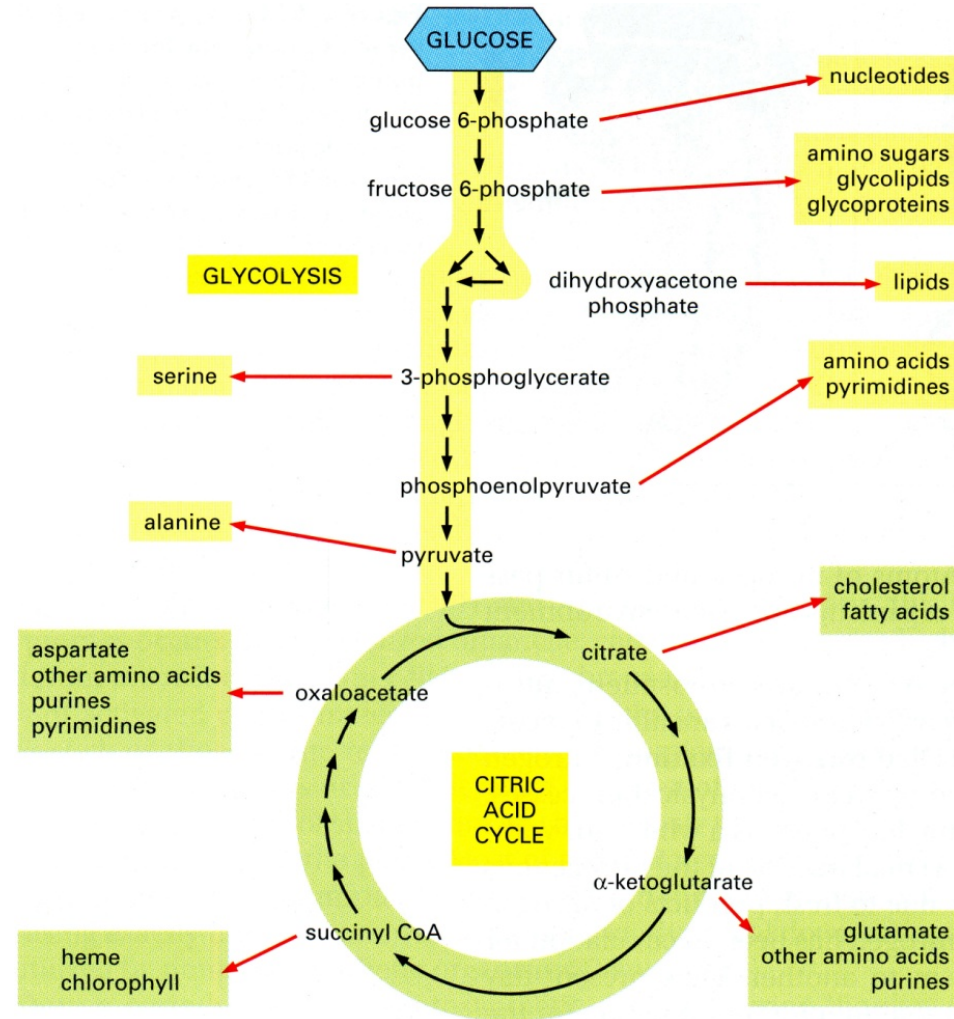 GLUCOSE
nucleotides
glucose 6-phosphate
amino sugars
glycolipids
glycoproteins
fructose 6-phosphate
GLYCOLYSIS
dihydroxyacetone
phosphate
lipids
serine
3-phosphoglycerate
amino acids
pyrimidines
phosphoenolpyruvate
alanine
pyruvate
cholesterol
fatty acids
citrate
aspartate
other amino acids
purines
pyrimidines
oxaloacetate
CITRIC
ACID
CYCLE
α-ketoglutarate
succinyl CoA
glutamate
other amino acids
purines
heme
chlorophyll